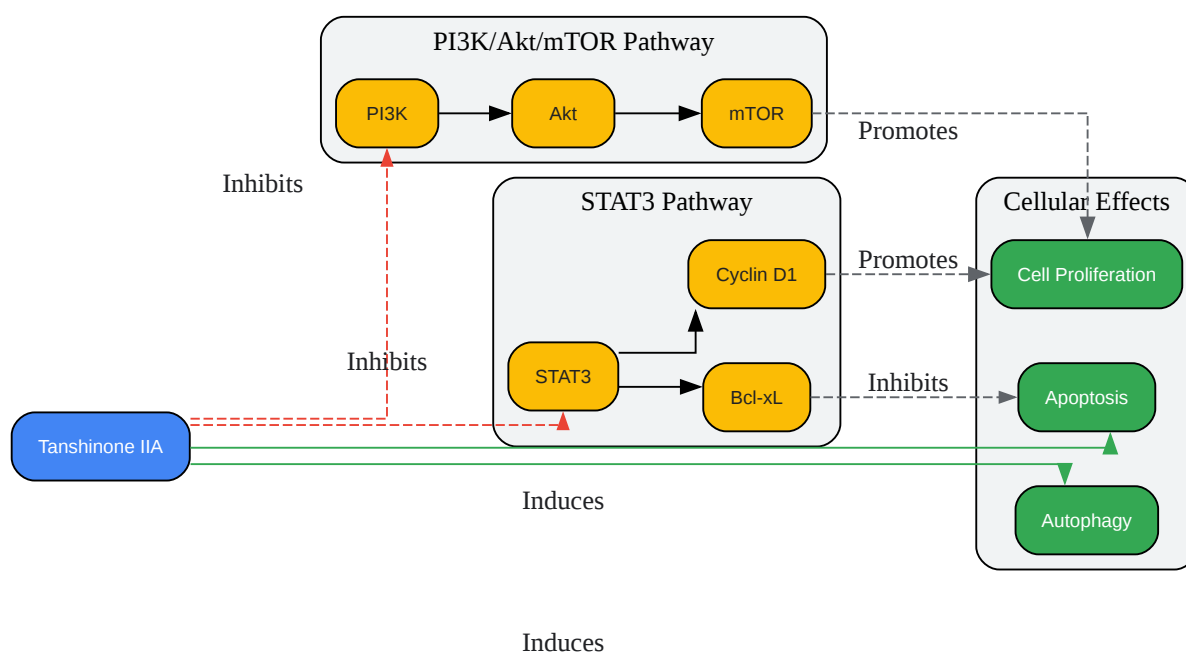 PI3K/Akt/mTOR Pathway
PI3K
Akt
mTOR
Promotes
Inhibits
STAT3 Pathway
Cellular Effects
Cyclin D1
Promotes
Cell Proliferation
Inhibits
STAT3
Bcl-xL
Inhibits
Apoptosis
Tanshinone IIA
Induces
Autophagy
Induces